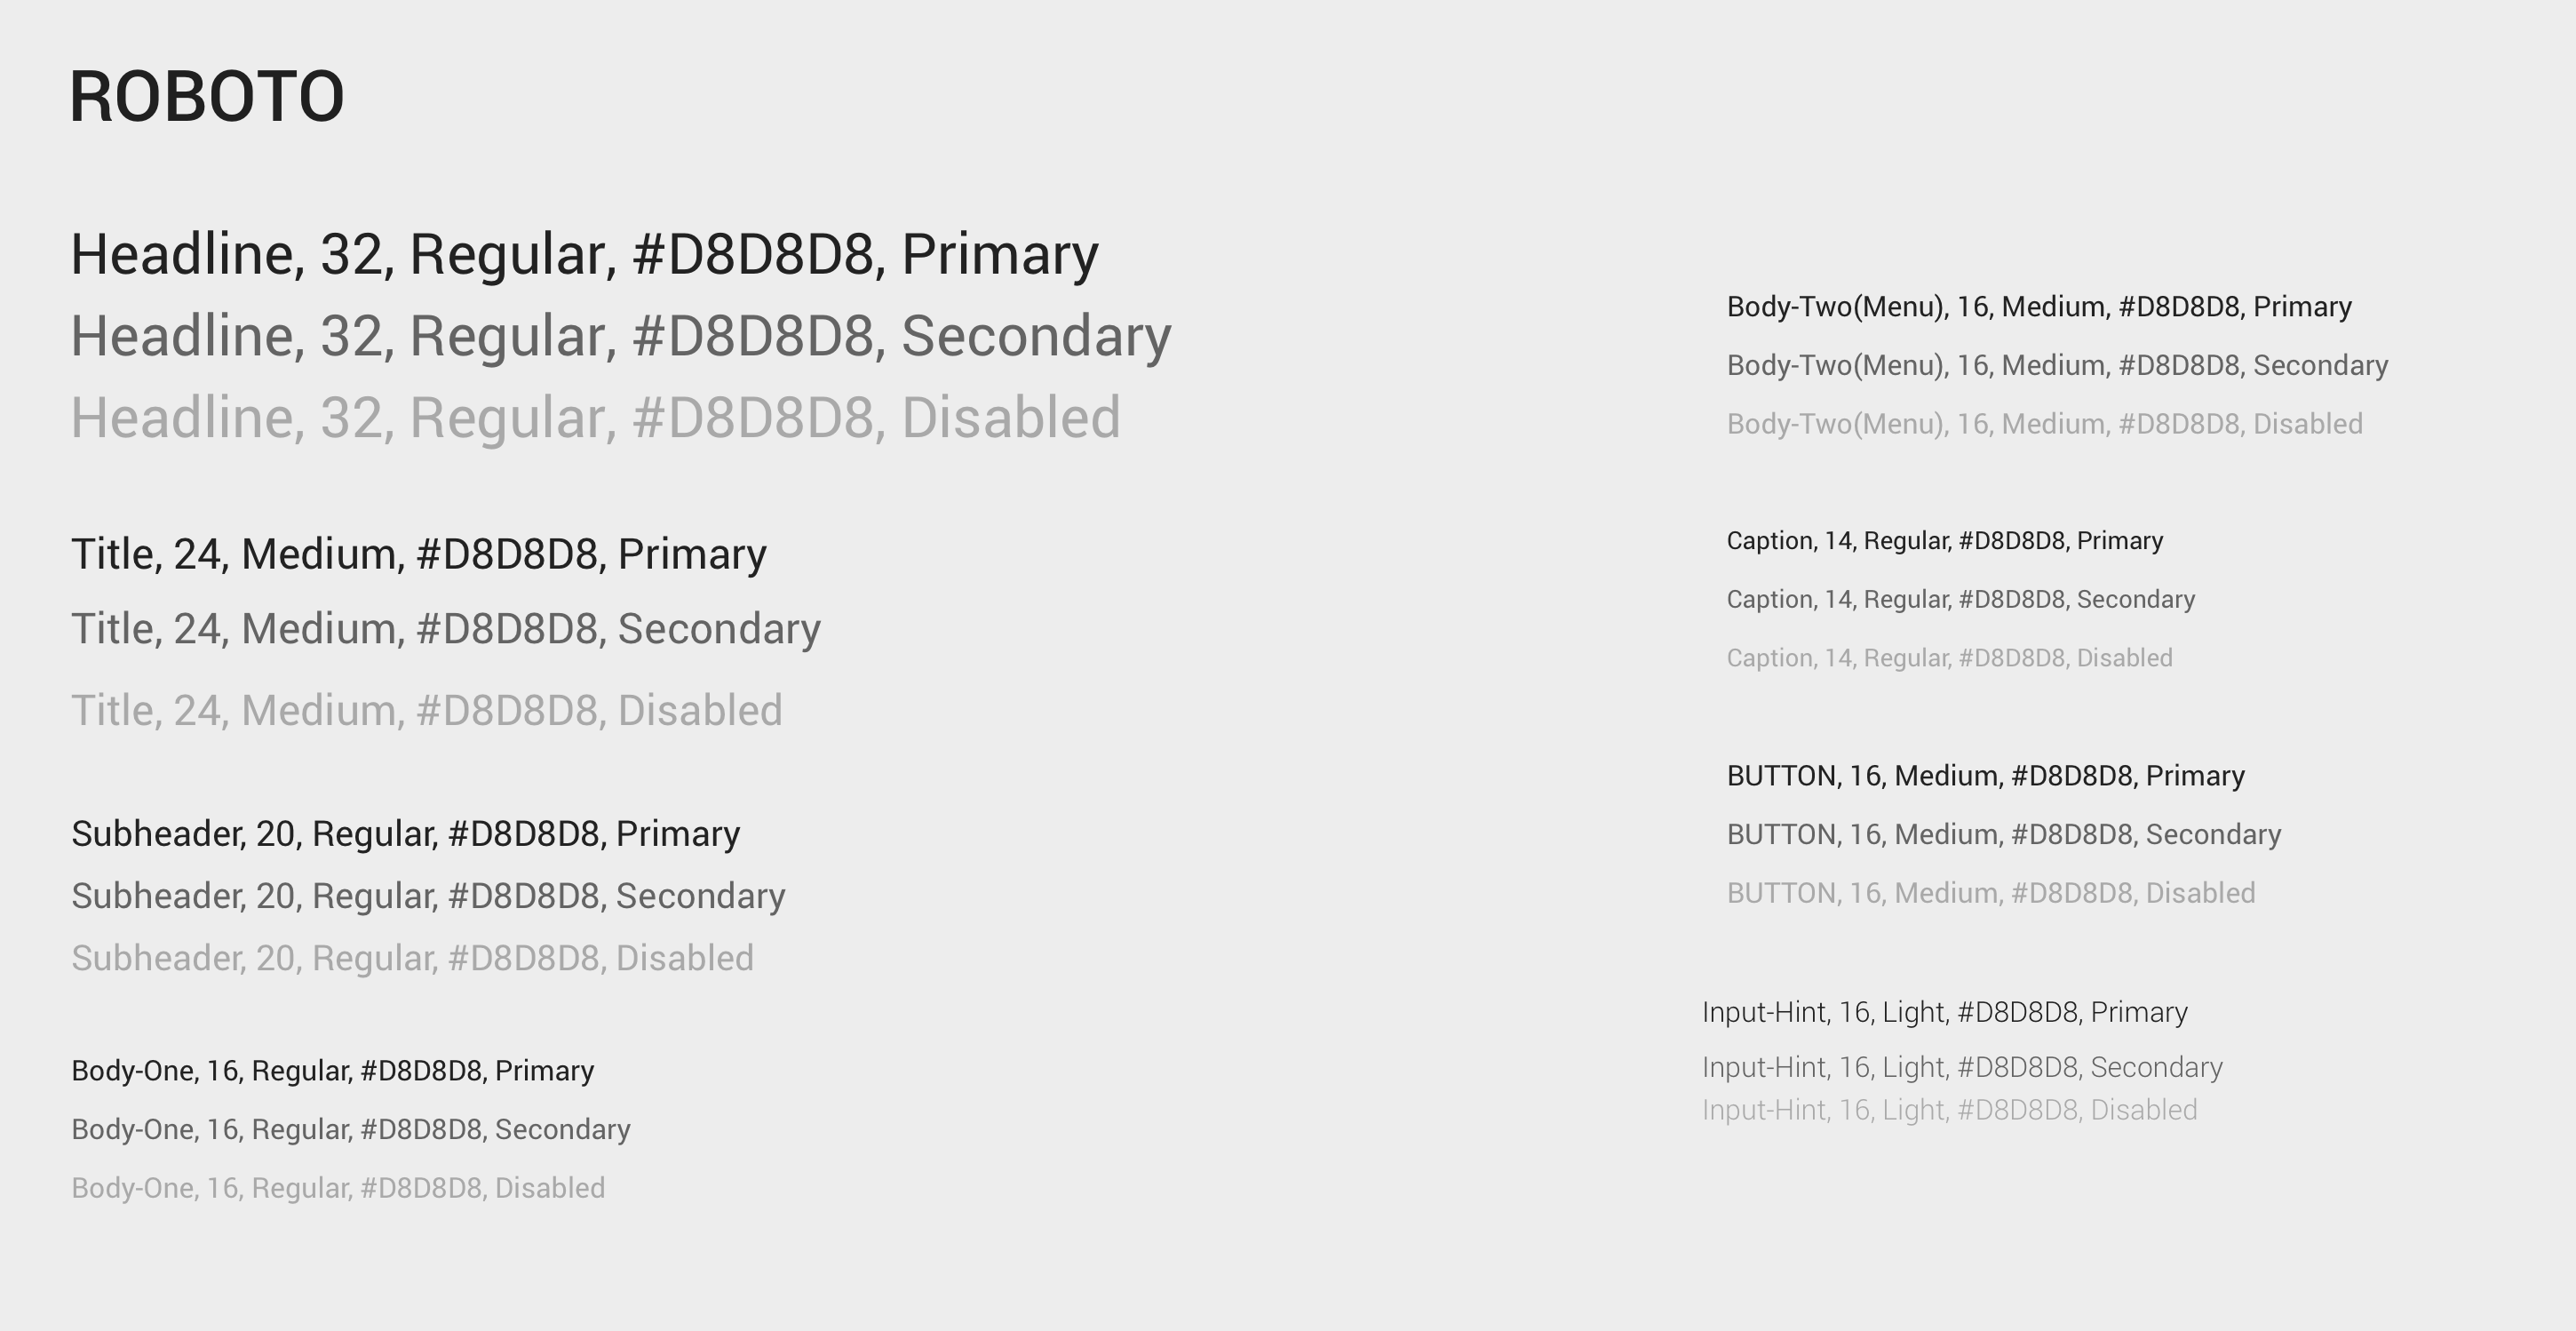 ROBOTO
Headline, 32, Regular, #D8D8D8, Primary
Headline, 32, Regular, #D8D8D8, Secondary
Headline, 32, Regular, #D8D8D8, Disabled
Title, 24, Medium, #D8D8D8, Primary
Title, 24, Medium, #D8D8D8, Secondary
Title, 24, Medium, #D8D8D8, Disabled
Subheader, 20, Regular, #D8D8D8, Primary
Subheader, 20, Regular, #D8D8D8, Secondary
Subheader, 20, Regular, #D8D8D8, Disabled
Body-One, 16, Regular, #D8D8D8, Primary
Body-One, 16, Regular, #D8D8D8, Secondary
Body-One, 16, Regular, #D8D8D8, Disabled
Body-Two(Menu), 16, Medium, #D8D8D8, Primary
Body-Two(Menu), 16, Medium, #D8D8D8, Secondary
Body-Two(Menu), 16, Medium, #D8D8D8, Disabled
Caption, 14, Regular, #D8D8D8, Primary
Caption, 14, Regular, #D8D8D8, Secondary
Caption, 14, Regular, #D8D8D8, Disabled
BUTTON, 16, Medium, #D8D8D8, Primary
BUTTON, 16, Medium, #D8D8D8, Secondary
BUTTON, 16, Medium, #D8D8D8, Disabled
Input-Hint, 16, Light, #D8D8D8, Primary
Input-Hint, 16, Light, #D8D8D8, Secondary
Input-Hint, 16, Light, #D8D8D8, Disabled